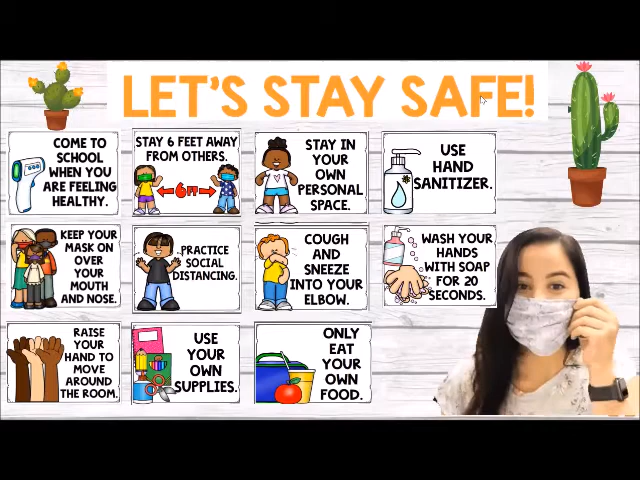 LET'S STAY SAFE!
COME TO
SCHOOL
WHEN YOU
ARE FEELING
HEALTHY.
STAY 6 FEET AWAY
FROM OTHERS.
6FT
STAY IN
YOUR
OWN
PERSONAL
SPACE.
USE
HAND
SANITIZER.
KEEP YOUR
MASK ON
OVER
YOUR
MOUTH
AND NOSE.
PRACTICE
SOCIAL
DISTANCING.
COUGH
AND
SNEEZE
INTO YOUR
ELBOW.
WASH YOUR
HANDS
WITH SOAP
FOR 20
SECONDS.
RAISE
YOUR
HAND TO
MOVE
AROUND
THE ROOM.
USE
YOUR
OWN
SUPPLIES.
ONLY
EAT
YOUR
OWN
FOOD.